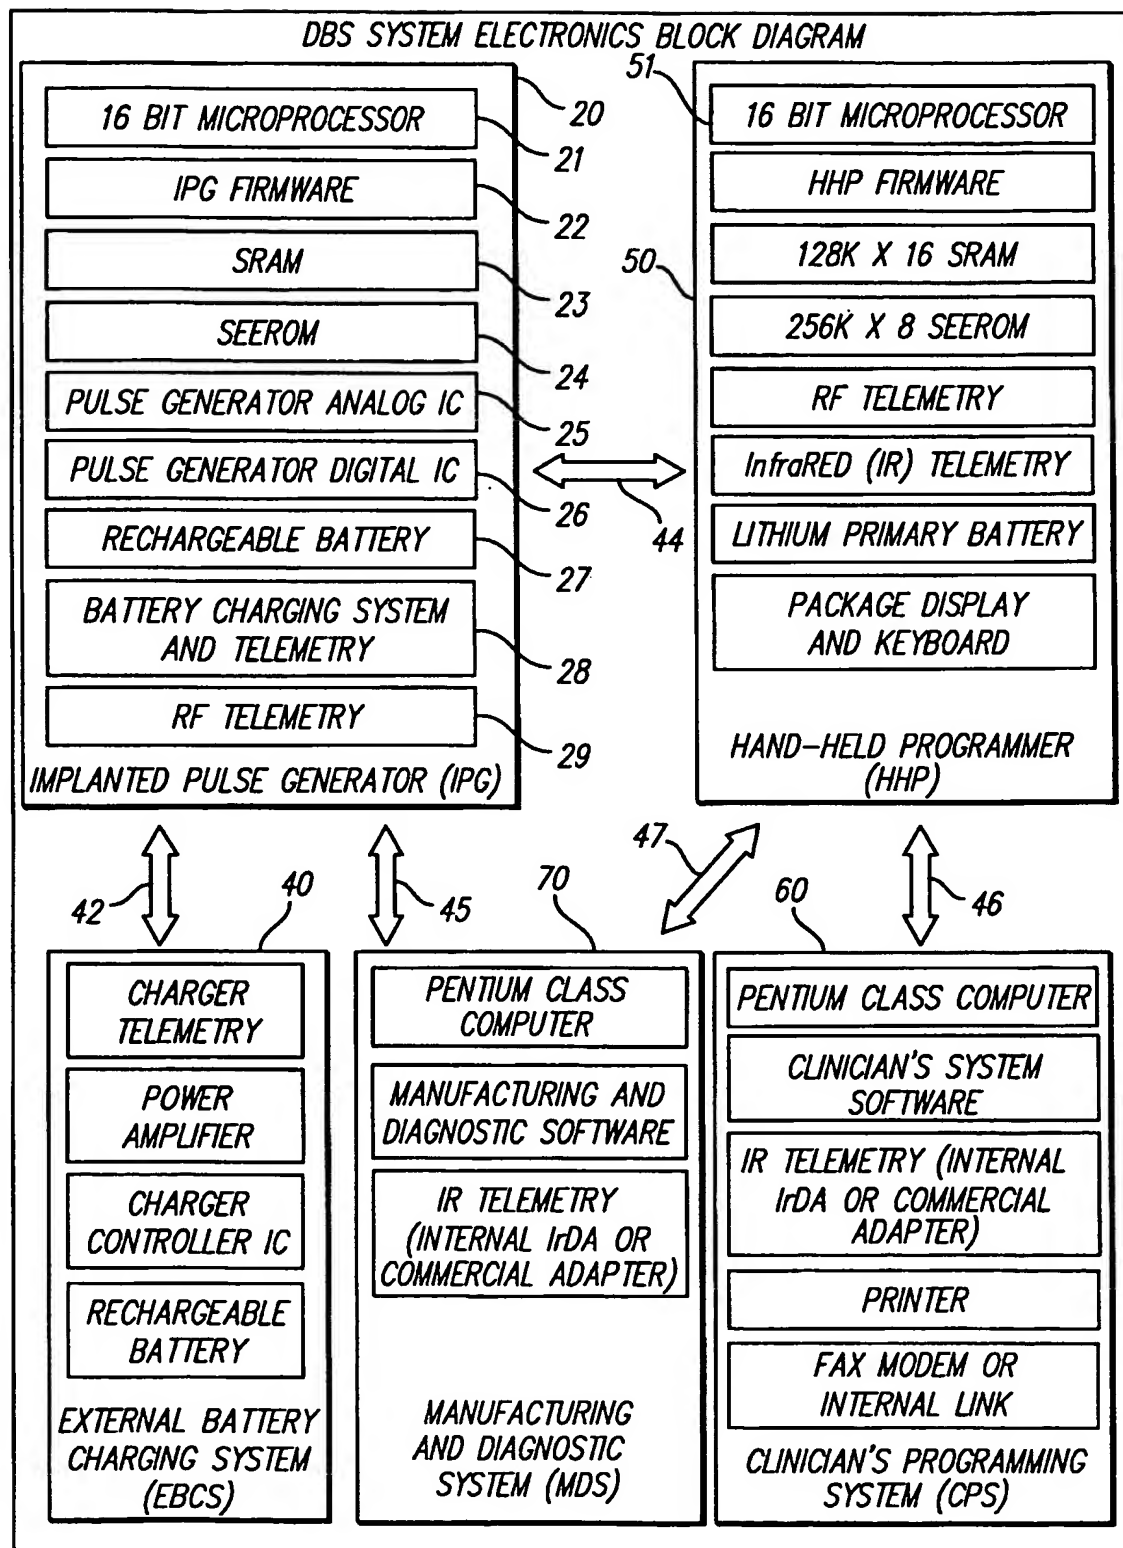 DBS SYSTEM ELECTRONICS BLOCK DIAGRAM
20
16 BIT MICROPROCESSOR
21
IPG FIRMWARE
22
SRAM
23
SEEROM
24
PULSE GENERATOR ANALOG IC
25
PULSE GENERATOR DIGITAL IC
26
RECHARGEABLE BATTERY
27
BATTERY CHARGING SYSTEM
AND TELEMETRY
28
RF TELEMETRY
29
IMPLANTED PULSE GENERATOR (IPG)
44
51
16 BIT MICROPROCESSOR
HHP FIRMWARE
50
128K X 16 SRAM
256K X 8 SEEROM
RF TELEMETRY
InfraRED (IR) TELEMETRY
LITHIUM PRIMARY BATTERY
PACKAGE DISPLAY
AND KEYBOARD
HAND-HELD PROGRAMMER
(HHP)
42
45
47
46
40
CHARGER
TELEMETRY
POWER
AMPLIFIER
CHARGER
CONTROLLER IC
RECHARGEABLE
BATTERY
EXTERNAL BATTERY
CHARGING SYSTEM
(EBCS)
70
PENTIUM CLASS
COMPUTER
MANUFACTURING AND
DIAGNOSTIC SOFTWARE
IR TELEMETRY
(INTERNAL IrDA OR
COMMERCIAL ADAPTER)
MANUFACTURING
AND DIAGNOSTIC
SYSTEM (MDS)
60
PENTIUM CLASS COMPUTER
CLINICIAN'S SYSTEM
SOFTWARE
IR TELEMETRY (INTERNAL
IrDA OR COMMERCIAL
ADAPTER)
PRINTER
FAX MODEM OR
INTERNAL LINK
CLINICIAN'S PROGRAMMING
SYSTEM (CPS)